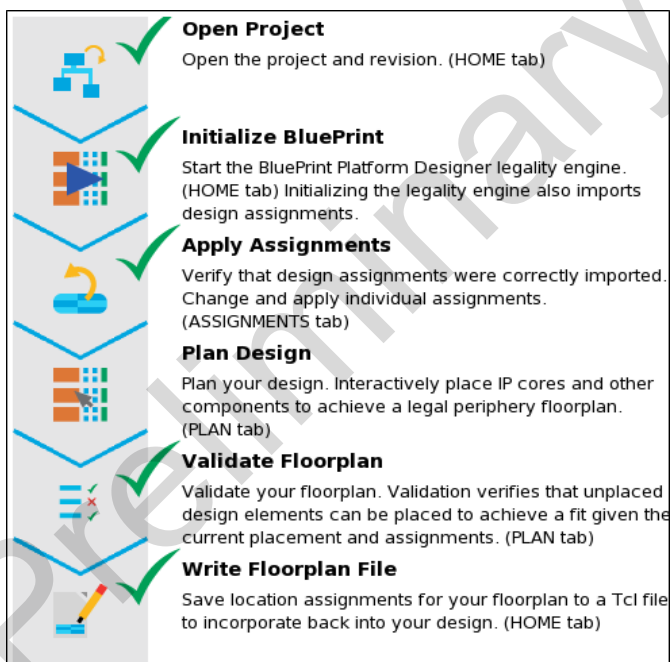 Open Project
Open the project and revision. (HOME tab)
Initialize BluePrint
Start the BluePrint Platform Designer legality engine.
(HOME tab) Initializing the legality engine also imports
design assignments.
Apply Assignments
Verify that design assignments were correctly imported.
Change and apply individual assignments.
(ASSIGNMENTS tab)
Plan Design
Plan your design. Interactively place IP cores and other
components to achieve a legal periphery floorplan.
(PLAN tab)
Validate Floorplan
Validate your floorplan. Validation verifies that unplaced
design elements can be placed to achieve a fit given the
current placement and assignments. (PLAN tab)
Write Floorplan File
Save location assignments for your floorplan to a Tcl file
to incorporate back into your design. (HOME tab)
Preliminary